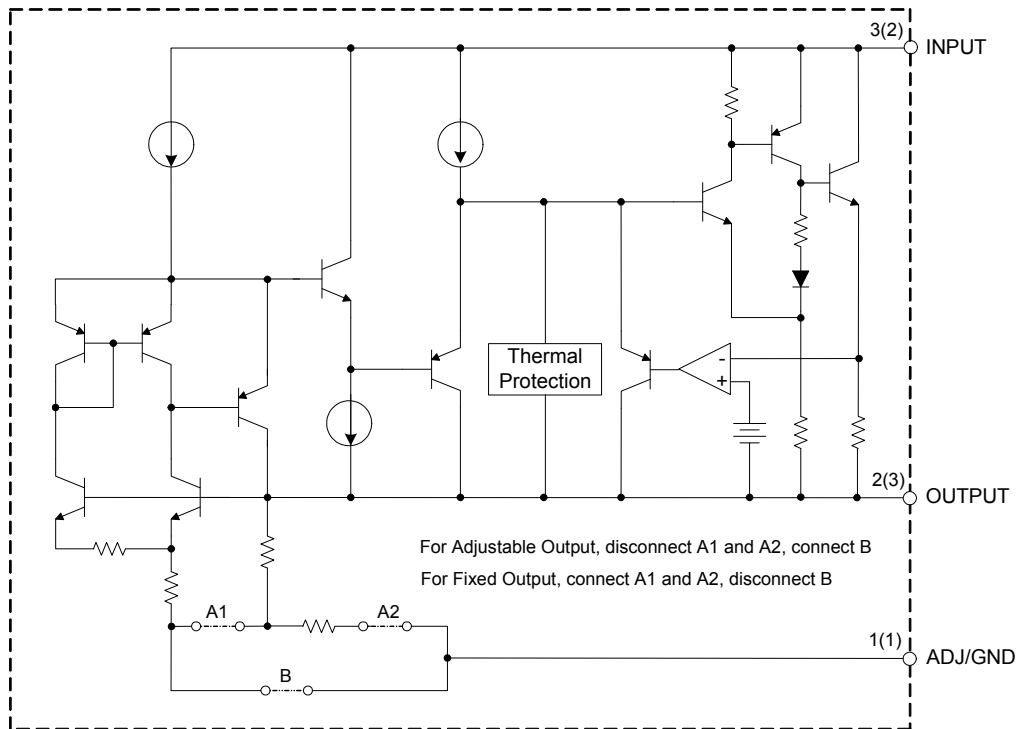 3(2)
INPUT
Thermal
Protection
-
+
2(3)
OUTPUT
For Adjustable Output, disconnect A1 and A2, connect B
For Fixed Output, connect A1 and A2, disconnect B
A1
A2
1(1)
ADJ/GND
B